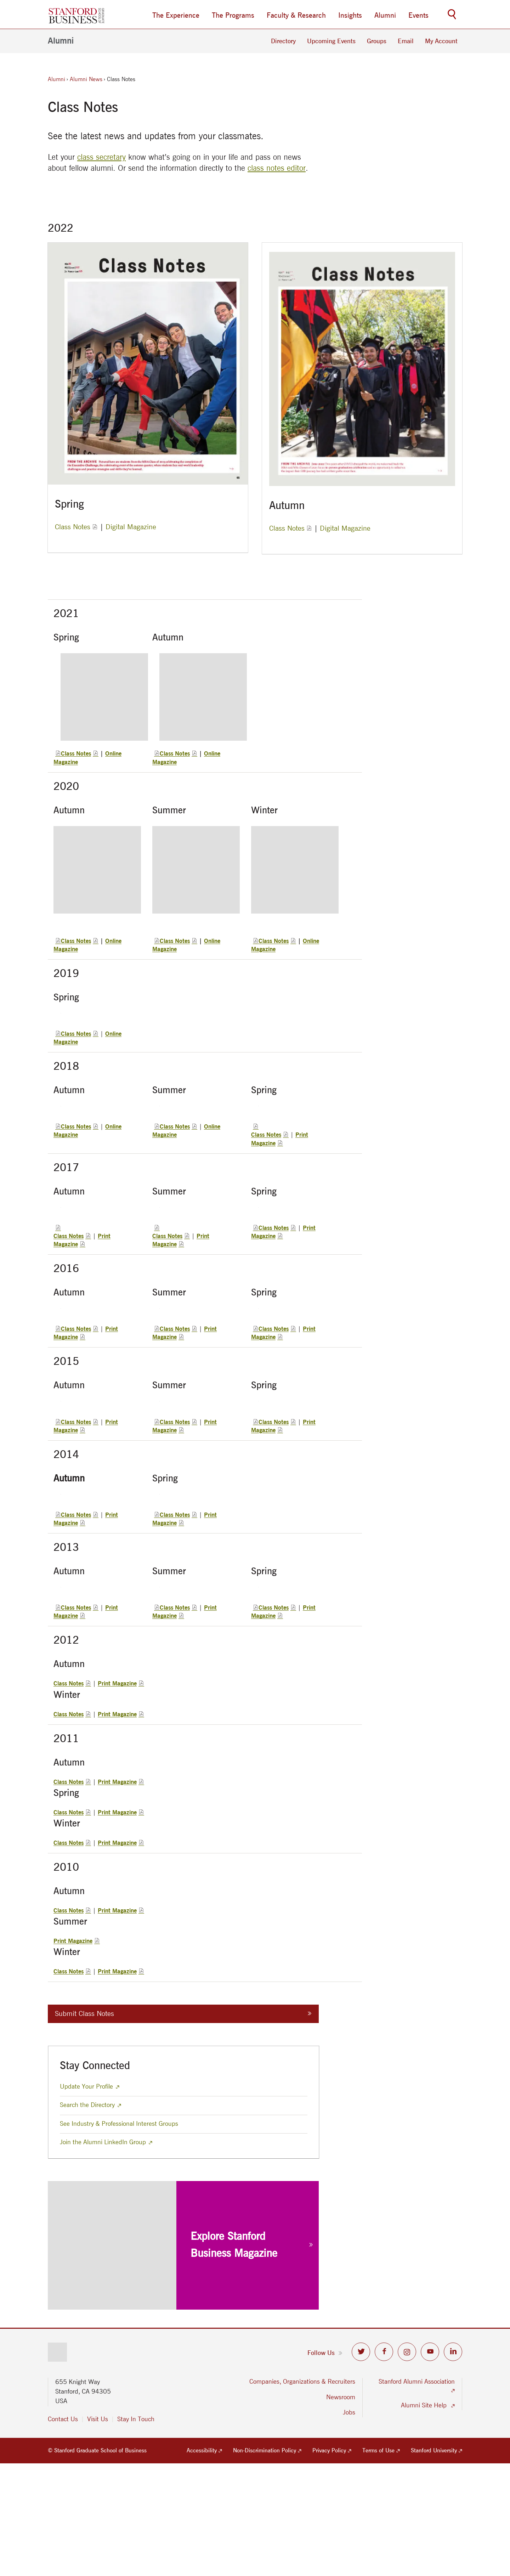 STANFORD
BUSINESS
The Experience The Programs Faculty & Research Insights Alumni Events
Alumni
Directory Upcoming Events Groups Email My Account
Alumni › Alumni News › Class Notes
Class Notes
See the latest news and updates from your classmates.
Let your class secretary know what's going on in your life and pass on news
about fellow alumni. Or send the information directly to the class notes editor.
2022
Class Notes
Spring
Class Notes | Digital Magazine
Class Notes
Autumn
Class Notes | Digital Magazine
2021
Spring Autumn
Class Notes | Online Class Notes | Online
Magazine Magazine
2020
Autumn Summer Winter
Class Notes | Online Class Notes | Online Class Notes | Online
Magazine Magazine Magazine
2019
Spring
Class Notes | Online
Magazine
2018
Autumn Summer Spring
Class Notes | Online Class Notes | Online
Magazine Magazine Class Notes | Print
Magazine
2017
Autumn Summer Spring
Class Notes | Print
Class Notes | Print Class Notes | Print Magazine
Magazine Magazine
2016
Autumn Summer Spring
Class Notes | Print Class Notes | Print Class Notes | Print
Magazine Magazine Magazine
2015
Autumn Summer Spring
Class Notes | Print Class Notes | Print Class Notes | Print
Magazine Magazine Magazine
2014
Autumn Spring
Class Notes | Print Class Notes | Print
Magazine Magazine
2013
Autumn Summer Spring
Class Notes | Print Class Notes | Print Class Notes | Print
Magazine Magazine Magazine
2012
Autumn
Class Notes | Print Magazine
Winter
Class Notes | Print Magazine
2011
Autumn
Class Notes | Print Magazine
Spring
Class Notes | Print Magazine
Winter
Class Notes | Print Magazine
2010
Autumn
Class Notes | Print Magazine
Summer
Print Magazine
Winter
Class Notes | Print Magazine
Submit Class Notes »
Stay Connected
Update Your Profile
Search the Directory
See Industry & Professional Interest Groups
Join the Alumni LinkedIn Group
Explore Stanford
Business Magazine »
Follow Us »
655 Knight Way
Stanford, CA 94305
USA
Contact Us Visit Us Stay In Touch
Companies, Organizations & Recruiters
Newsroom
Jobs
Stanford Alumni Association
Alumni Site Help
© Stanford Graduate School of Business Accessibility Non-Discrimination Policy Privacy Policy Terms of Use Stanford University